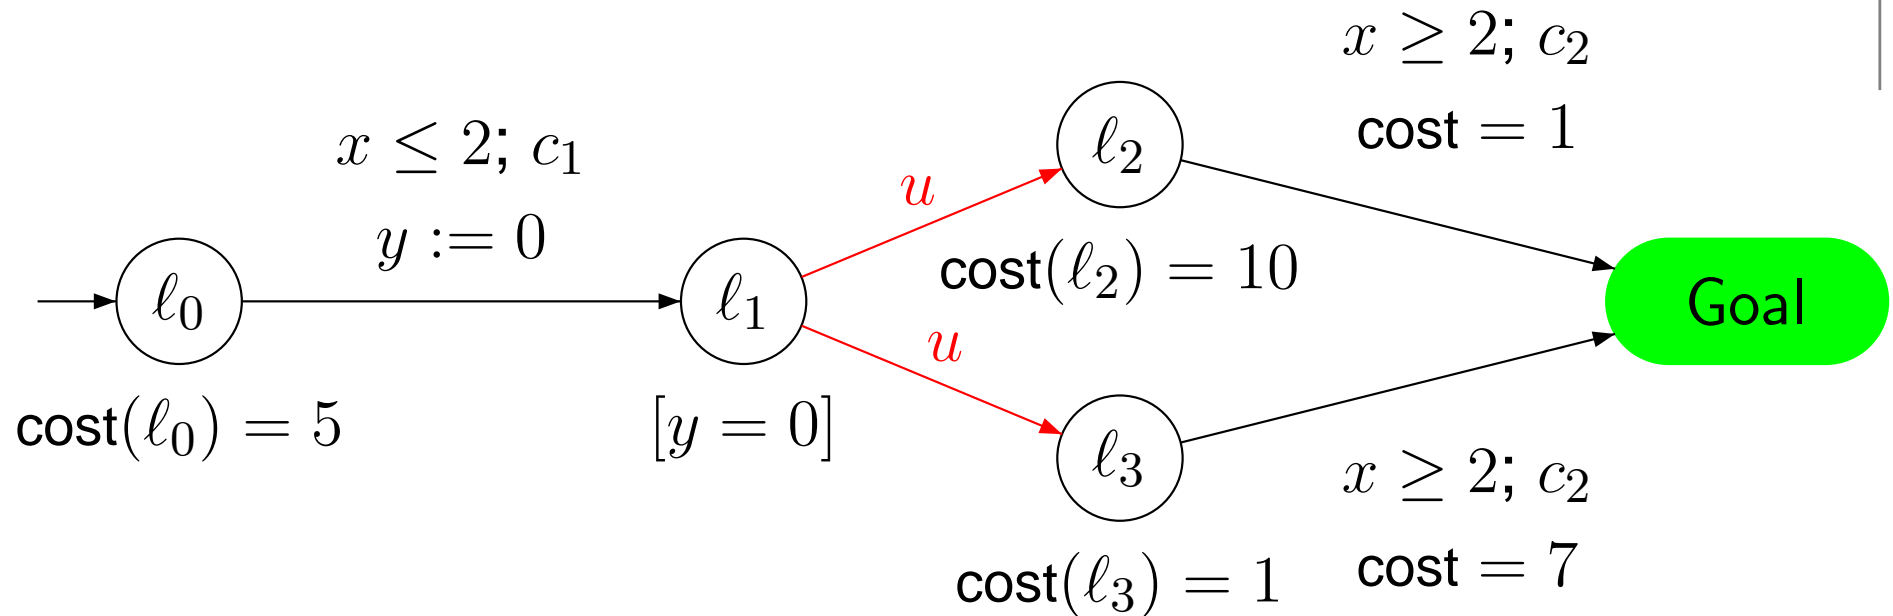 x ≥ 2; c₂
cost = 1
x ≤ 2; c₁
y := 0
u
ℓ₂
ℓ₀
ℓ₁
cost(ℓ₂) = 10
Goal
u
cost(ℓ₀) = 5
[y = 0]
ℓ₃
x ≥ 2; c₂
cost = 7
cost(ℓ₃) = 1